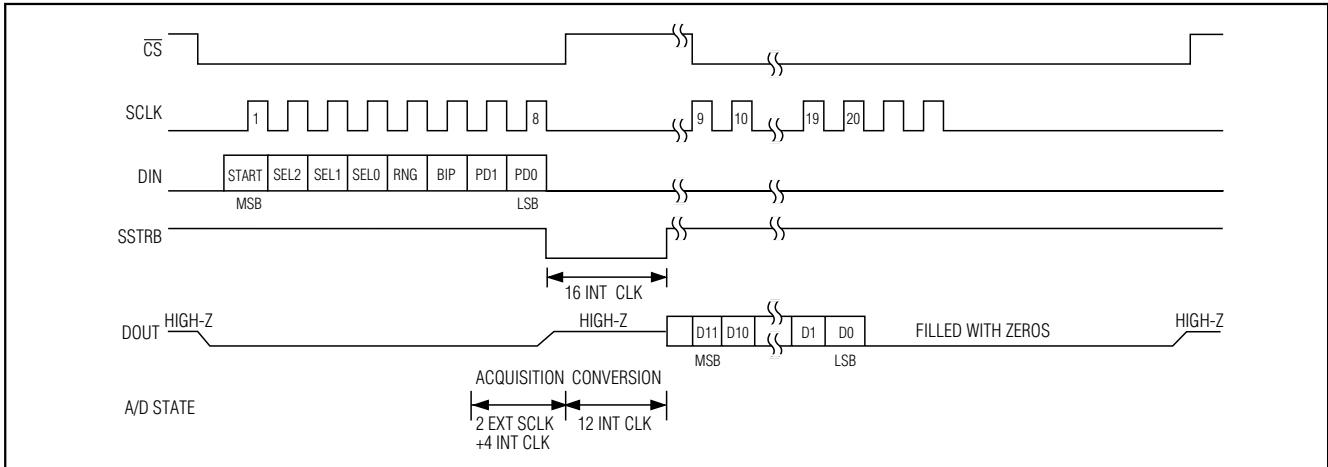 CS
SCLK
1 8 9 10 19 20
DIN
START SEL2 SEL1 SEL0 RNG BIP PD1 PD0
MSB LSB
SSTRB
16 INT CLK
DOUT HIGH-Z HIGH-Z D11 D10 D1 D0 FILLED WITH ZEROS HIGH-Z
MSB LSB
ACQUISITION CONVERSION
A/D STATE
2 EXT SCLK 12 INT CLK
+4 INT CLK